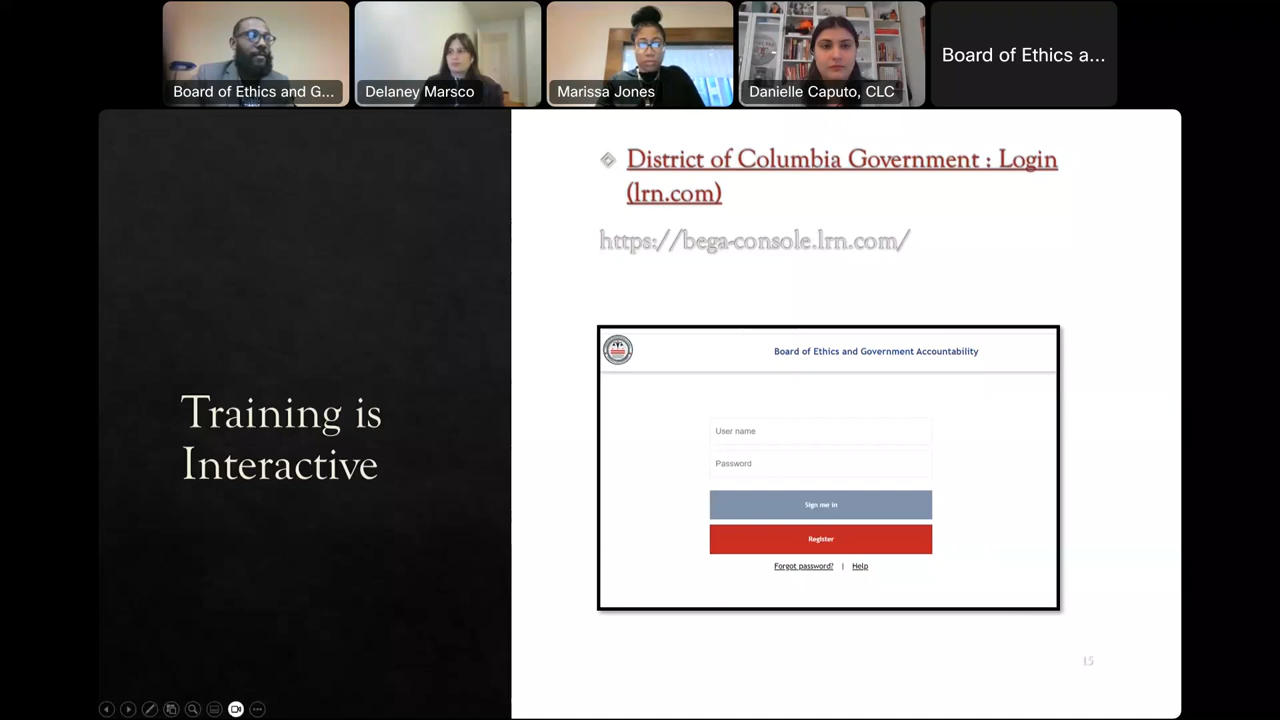 Board of Ethics and G...
Delaney Marsco
Marissa Jones
Danielle Caputo, CLC
Board of Ethics a...
District of Columbia Government : Login
(lrn.com)
https://bega-console.lrn.com/
Training is
Interactive
Board of Ethics and Government Accountability
User name
Password
Sign me in
Register
Forgot password? | Help
15